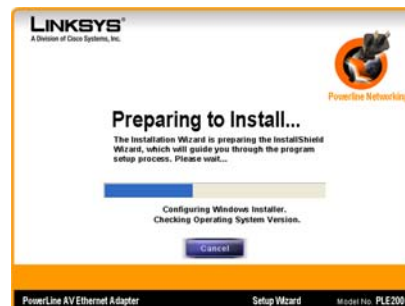 LINKSYS®
A Division of Cisco Systems, Inc.
Powerline Networking
Preparing to Install...
The Installation Wizard is preparing the InstallShield
Wizard, which will guide you through the program
setup process. Please wait...
Configuring Windows Installer.
Checking Operating System Version.
Cancel
PowerLine AV Ethernet Adapter
Setup Wizard
Model No. PLE200